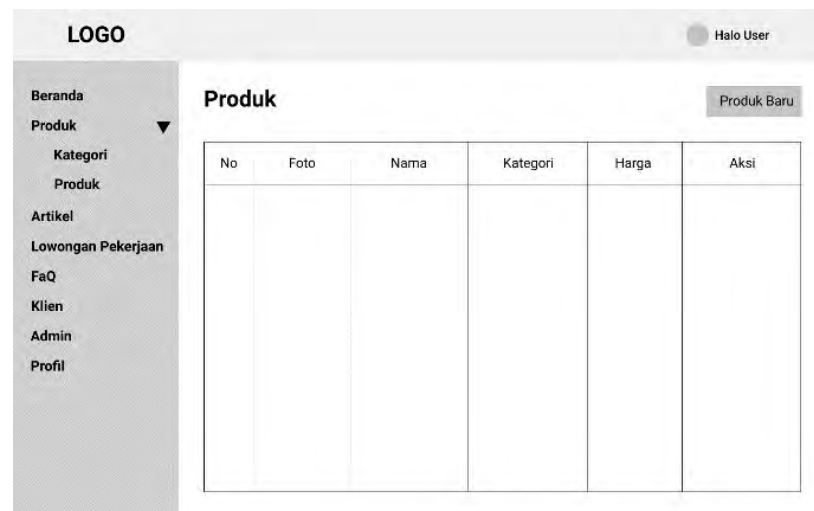 LOGO
Halo User
Beranda
Produk
Kategori
Produk
Artikel
Lowongan Pekerjaan
FaQ
Klien
Admin
Profil
Produk
Produk Baru
No Foto Nama Kategori Harga Aksi